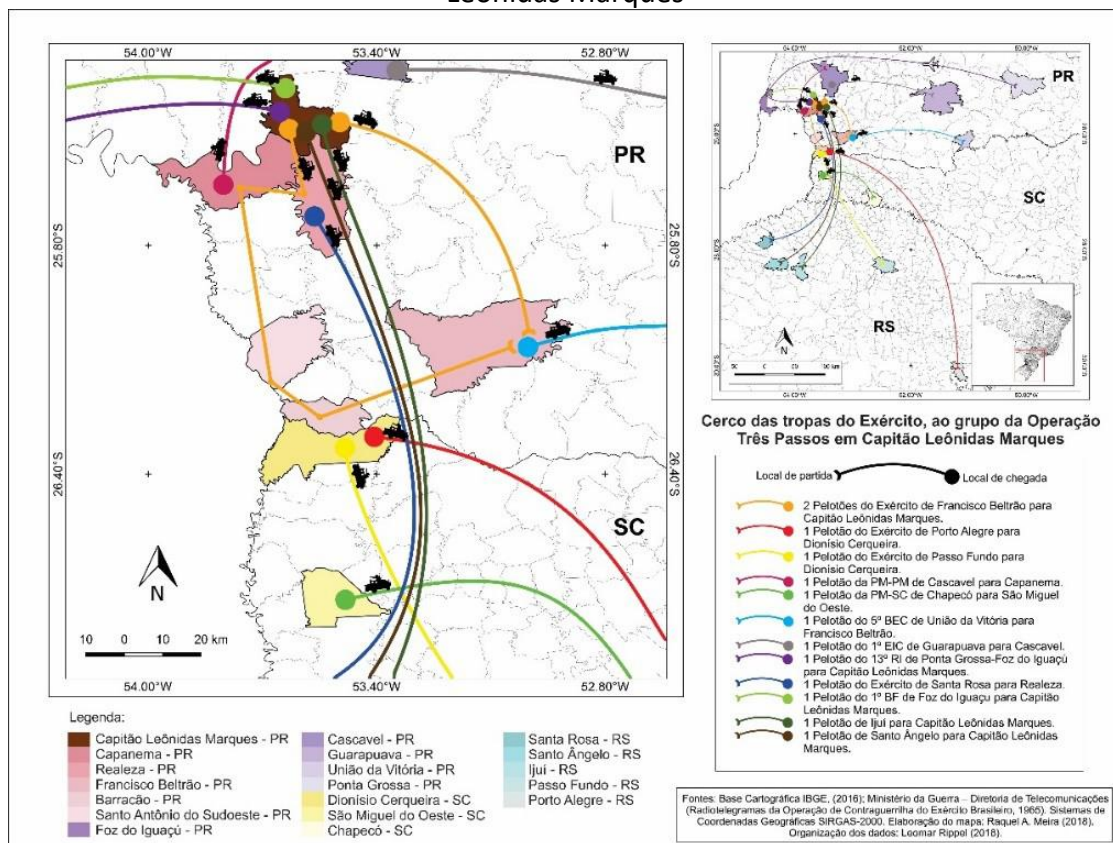 Leônidas Marques
54.00°W
53.40°W
52.80°W
25.80°S
26.40°S
25.80°S
26.40°S
PR
SC
N
10 0 10 20 km
54.00°W
53.40°W
52.80°W
PR
SC
RS
N
Cerco das tropas do Exército, ao grupo da Operação
Três Passos em Capitão Leônidas Marques
Local de partida
Local de chegada
2 Pelotões do Exército de Francisco Beltrão para
Capitão Leônidas Marques.
1 Pelotão do Exército de Porto Alegre para
Dionísio Cerqueira.
1 Pelotão do Exército de Passo Fundo para
Dionísio Cerqueira.
1 Pelotão da PM-PM de Cascavel para Capanema.
1 Pelotão da PM-SC de Chapecó para São Miguel
do Oeste.
1 Pelotão do 5º BEC de União da Vitória para
Francisco Beltrão.
1 Pelotão do 1º EIC de Guarapuava para Cascavel.
1 Pelotão do 13º RI de Ponta Grossa-Foz do Iguaçú
para Capitão Leônidas Marques.
1 Pelotão do Exército de Santa Rosa para Realeza.
1 Pelotão do 1º BF de Foz do Iguaçu para Capitão
Leônidas Marques.
1 Pelotão de Ijuí para Capitão Leônidas Marques.
1 Pelotão de Santo Ângelo para Capitão Leônidas
Marques.
Legenda:
Capitão Leônidas Marques - PR
Capanema - PR
Realeza - PR
Francisco Beltrão - PR
Barracão - PR
Santo Antônio do Sudoeste - PR
Foz do Iguaçú - PR
Cascavel - PR
Guarapuava - PR
União da Vitória - PR
Ponta Grossa - PR
Dionísio Cerqueira - SC
São Miguel do Oeste - SC
Chapecó - SC
Santa Rosa - RS
Santo Ângelo - RS
Ijui - RS
Passo Fundo - RS
Porto Alegre - RS
Fontes: Base Cartográfica IBGE, (2016); Ministério da Guerra – Diretoria de Telecomunicações
(Radiotelegramas da Operação de Contraguerrilha do Exército Brasileiro, 1965). Sistemas de
Coordenadas Geográficas SIRGAS-2000. Elaboração do mapa: Raquel A. Meira (2018).
Organização dos dados: Leomar Rippel (2018).